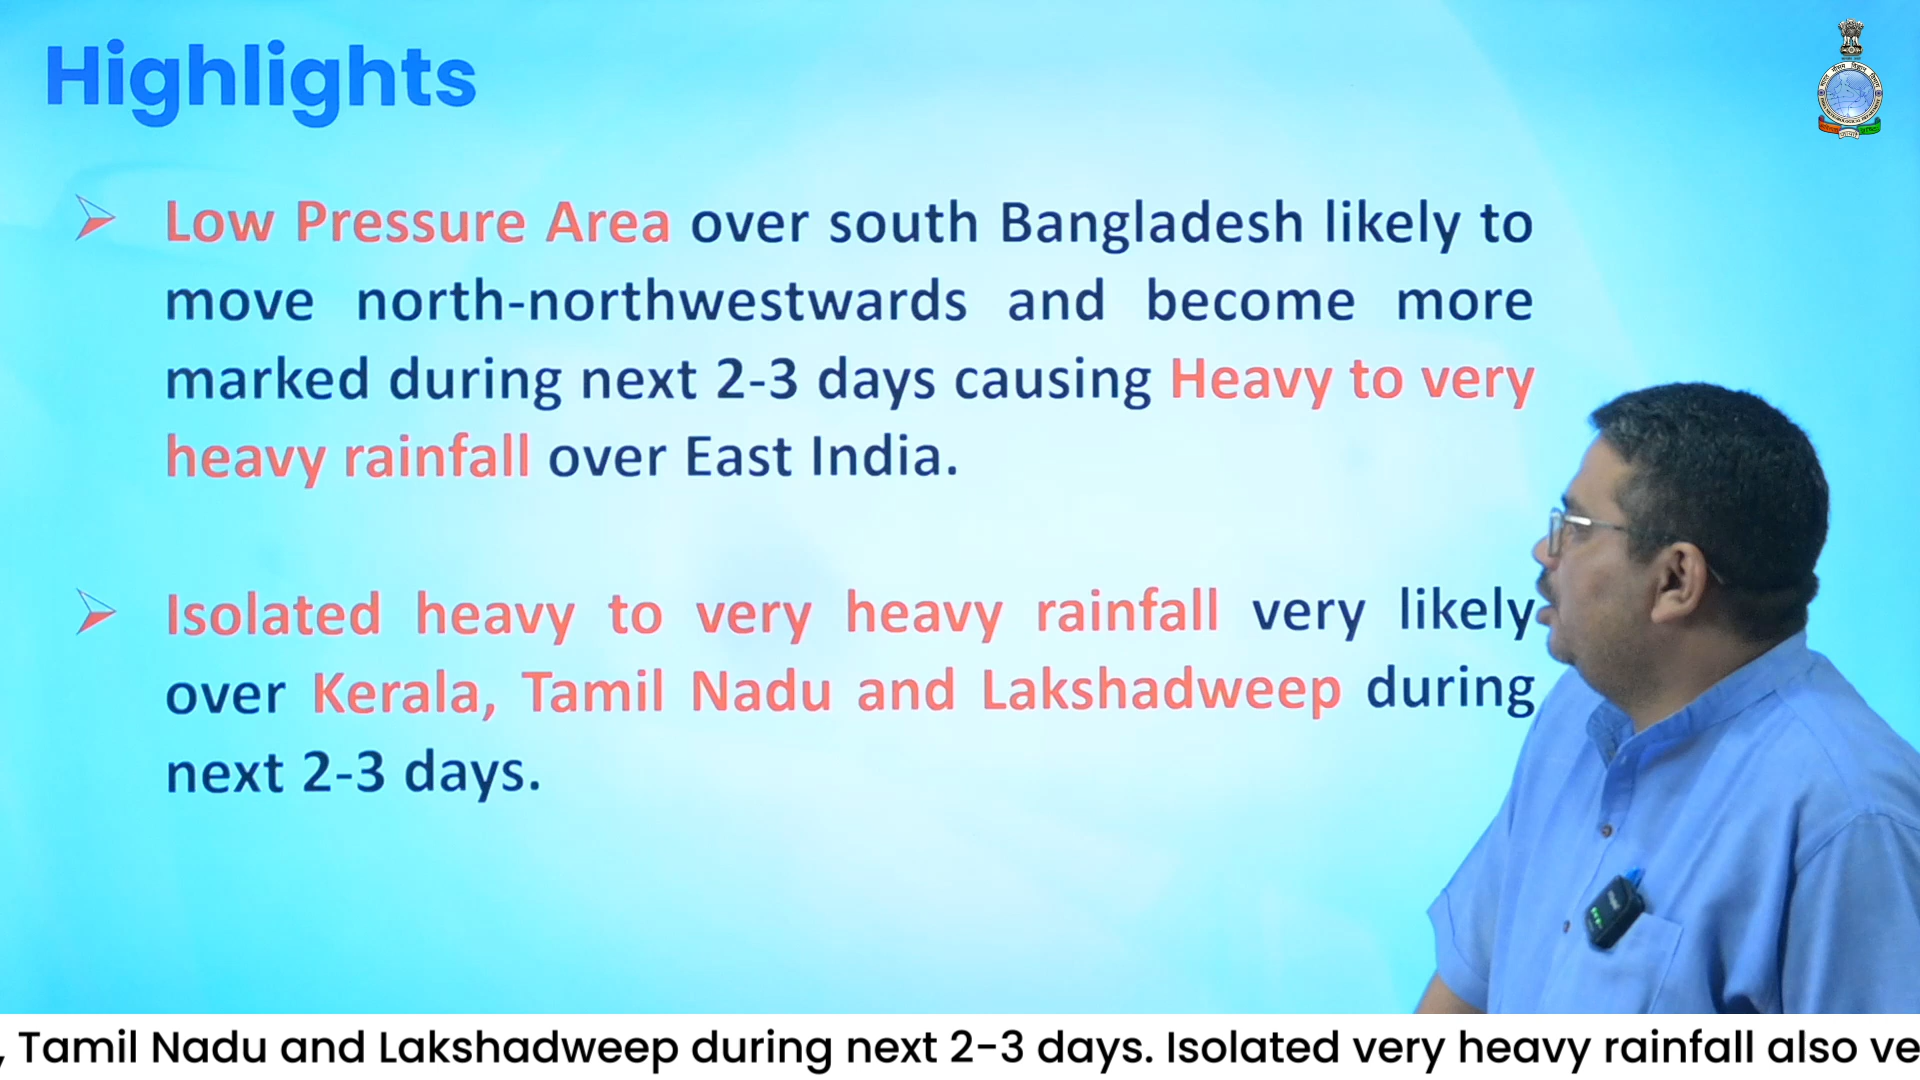 Highlights
Low Pressure Area over south Bangladesh likely to
move north-northwestwards and become more
marked during next 2-3 days causing Heavy to very
heavy rainfall over East India.
Isolated heavy to very heavy rainfall very likely
over Kerala, Tamil Nadu and Lakshadweep during
next 2-3 days.
, Tamil Nadu and Lakshadweep during next 2-3 days. Isolated very heavy rainfall also ve